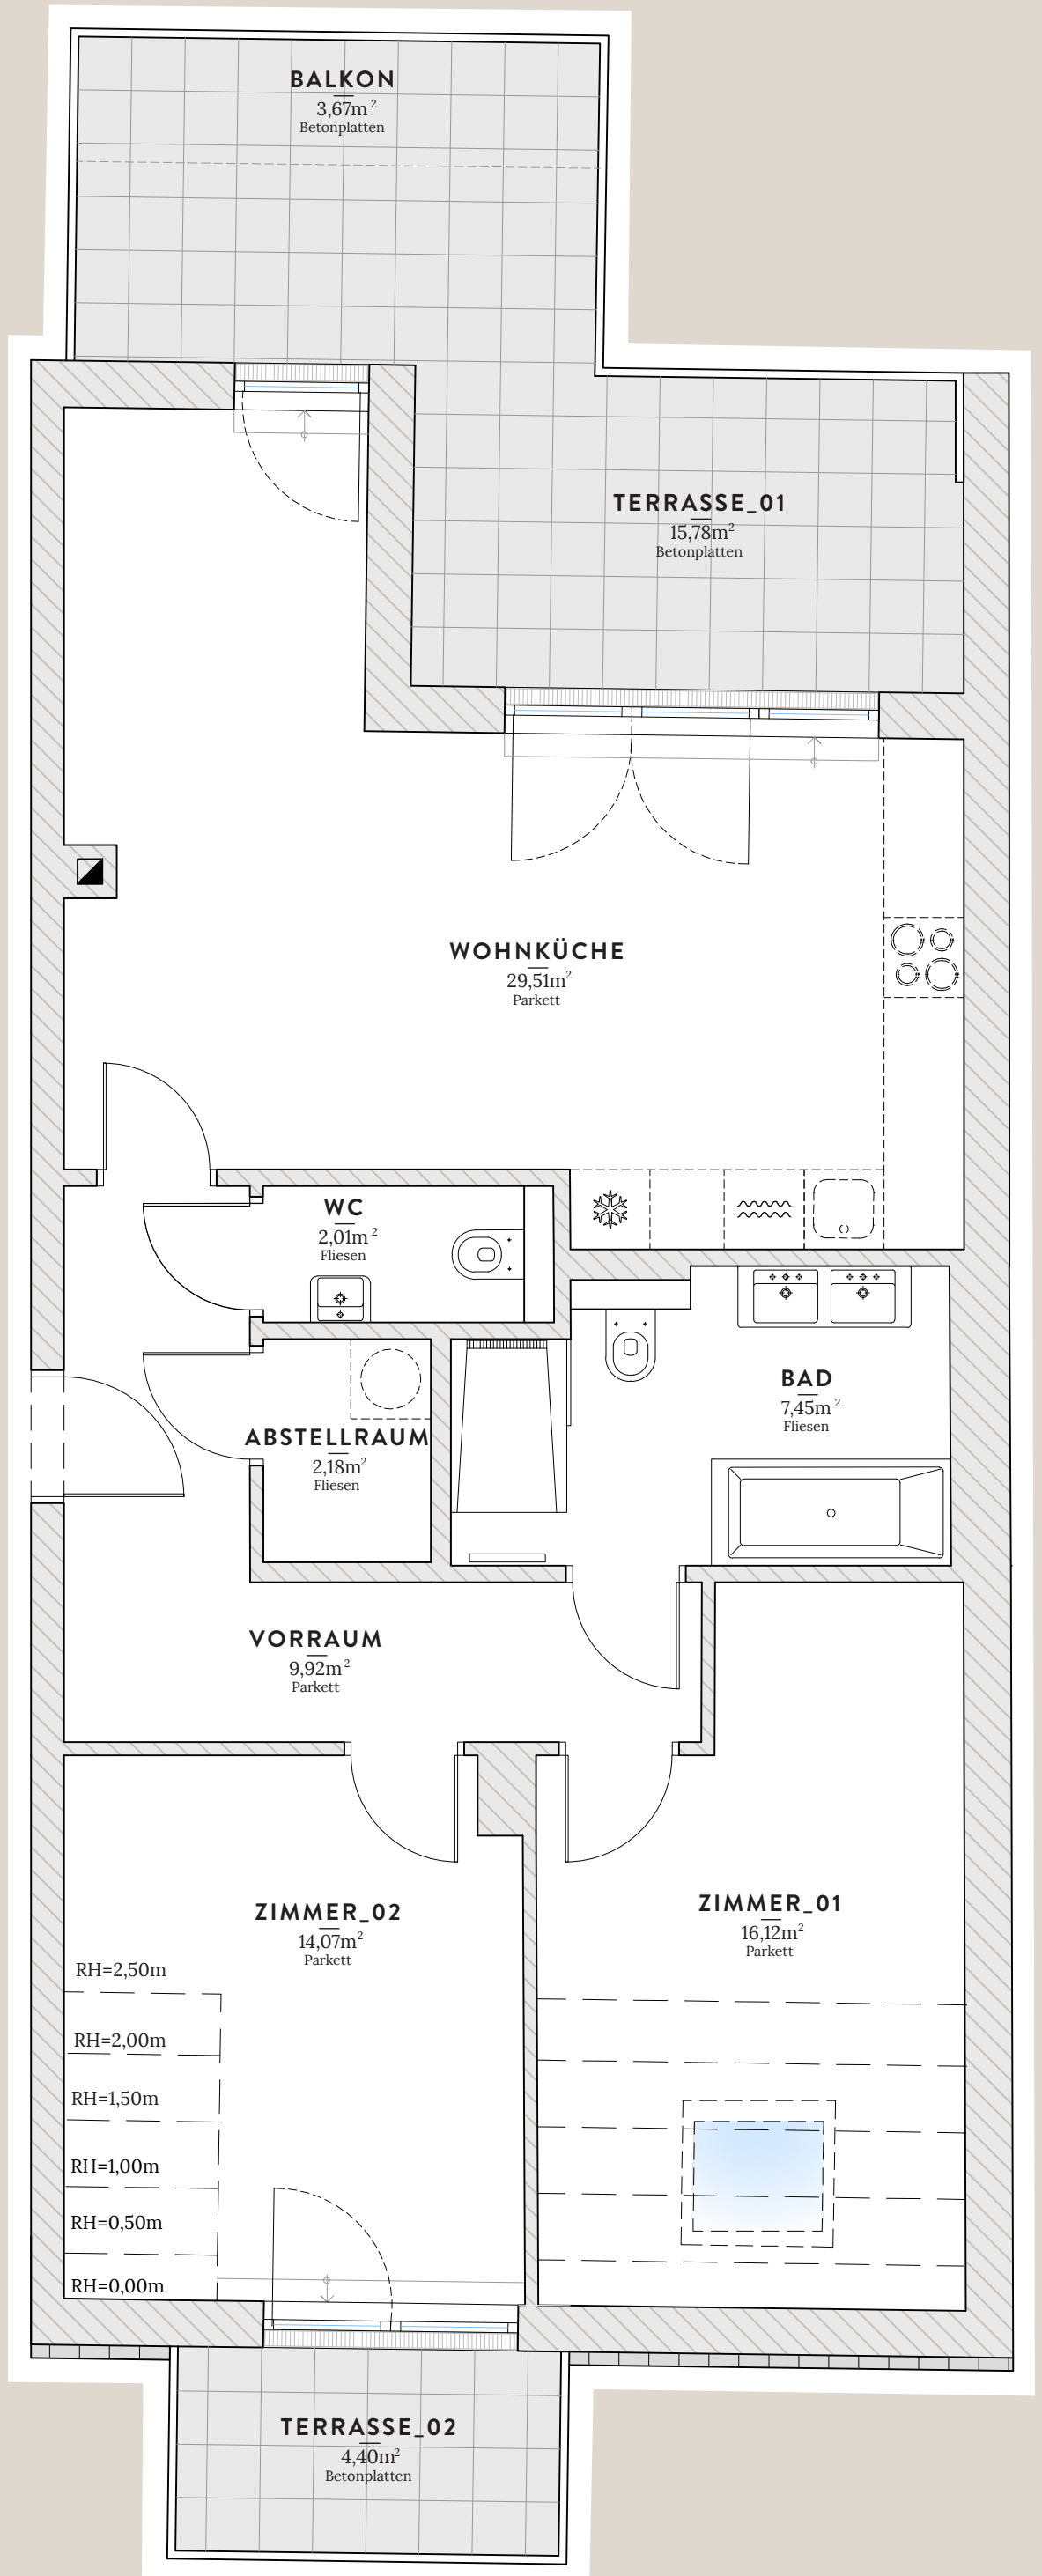 BALKON
3,67m²
Betonplatten
TERRASSE_01
15,78m²
Betonplatten
WOHNKÜCHE
29,51m²
Parkett
WC
2,01m²
Fliesen
BAD
7,45m²
Fliesen
ABSTELLRAUM
2,18m²
Fliesen
VORRAUM
9,92m²
Parkett
ZIMMER_02
14,07m²
Parkett
ZIMMER_01
16,12m²
Parkett
RH=2,50m
RH=2,00m
RH=1,50m
RH=1,00m
RH=0,50m
RH=0,00m
TERRASSE_02
4,40m²
Betonplatten